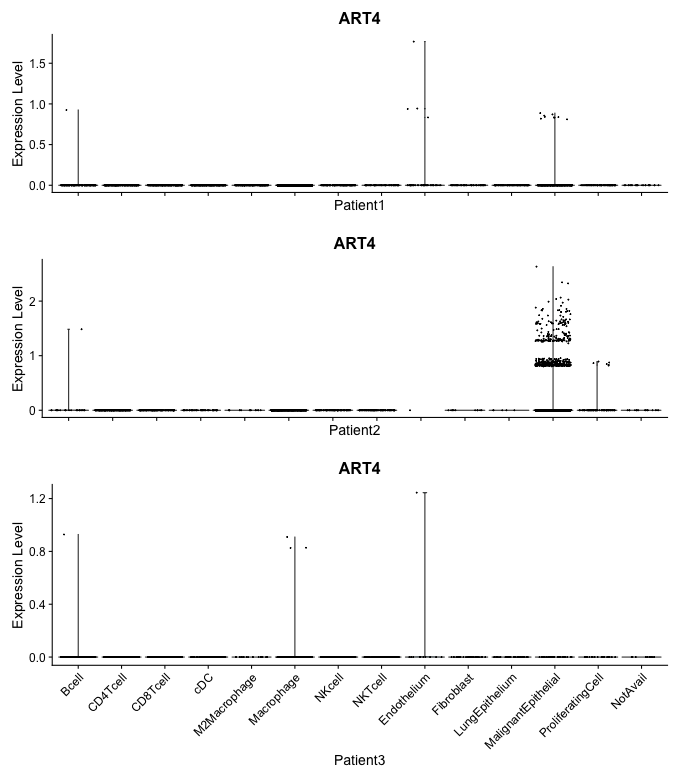 ART4
Expression Level
1.5
1.0
0.5
0.0
Patient1
ART4
Expression Level
2
1
0
Patient2
ART4
Expression Level
1.2
0.8
0.4
0.0
Bcell
CD4Tcell
CD8Tcell
cDC
M2Macrophage
Macrophage
NKcell
NKTcell
Endothelium
Fibroblast
LungEpithelium
MalignantEpithelial
ProliferatingCell
NotAvail
Patient3